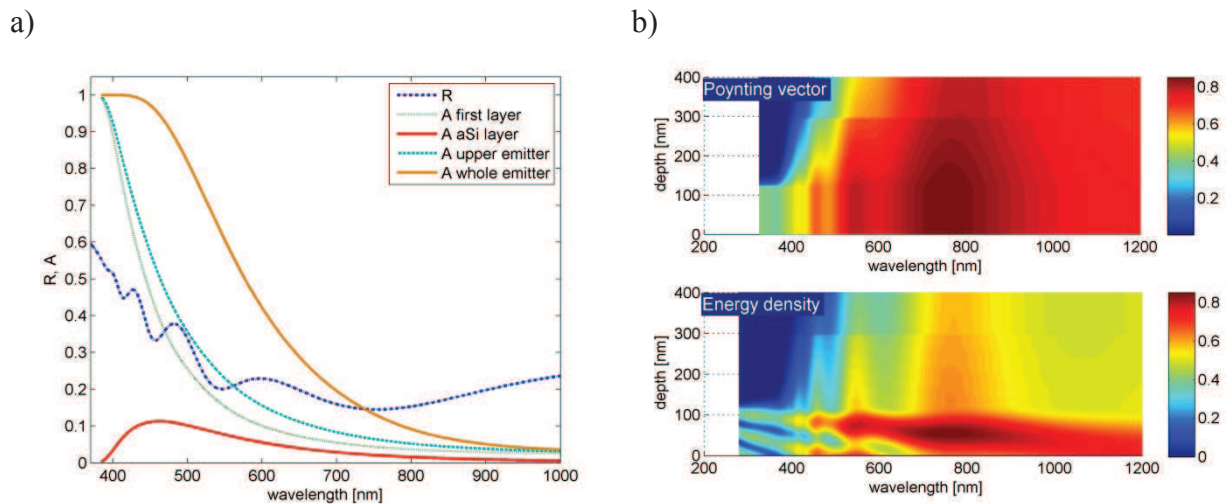 a)
b)
R
A first layer
A aSi layer
A upper emitter
A whole emitter
R, A
1
0.9
0.8
0.7
0.6
0.5
0.4
0.3
0.2
0.1
0
400 500 600 700 800 900 1000
wavelength [nm]
Poynting vector
depth [nm]
400
300
200
100
0
200 400 600 800 1000 1200
wavelength [nm]
0.8
0.6
0.4
0.2
Energy density
depth [nm]
400
300
200
100
0
200 400 600 800 1000 1200
wavelength [nm]
0.8
0.6
0.4
0.2
0